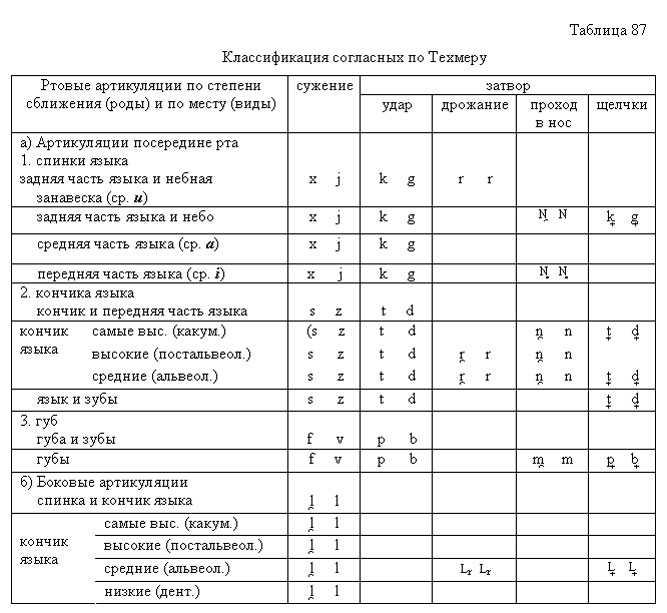 Таблица 87
Классификация согласных по Техмеру
Ртовые артикуляции по степени сближения (роды) и по месту (виды) сужение затвор
удар дрожание проход в нос щелчки
а) Артикуляции посередине рта
1. спинки языка
задняя часть языка и небная
занавеска (ср. и) x j k g r r
задняя часть языка и небо x j N̯ N k̟ g̟
средняя часть языка (ср. а) x j k g
передняя часть языка (ср. i) x j k g Ṇ Ṇ
2. кончика языка
кончик и передняя часть языка s z t d
кончик языка самые выс. (какум.) (s z t d n̯ n t̟ d̟
высокие (постальвеол.) s z t d r̯ r n̯ n
средние (альвеол.) s z t d r̯ r n̯ n t̟ d̟
язык и зубы s z t d t̟ d̟
3. губ
губа и зубы f v p b
губы f v p b m̯ m p̟ b̟
б) Боковые артикуляции
спинка и кончик языка l̯ l
кончик языка самые выс. (какум.) l̯ l
высокие (постальвеол.) l̯ l
средние (альвеол.) l̯ l Lr Lr L̟ L̟
низкие (дент.) l̯ l